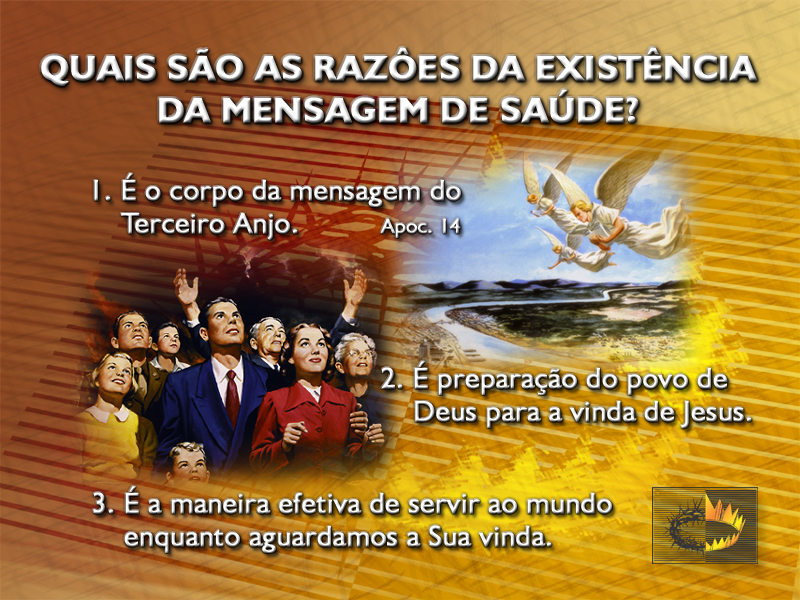 QUAIS SÃO AS RAZÔES DA EXISTÊNCIA
DA MENSAGEM DE SAÚDE?
1. É o corpo da mensagem do
Terceiro Anjo. Apoc. 14
2. É preparação do povo de
Deus para a vinda de Jesus.
3. É a maneira efetiva de servir ao mundo
enquanto aguardamos a Sua vinda.